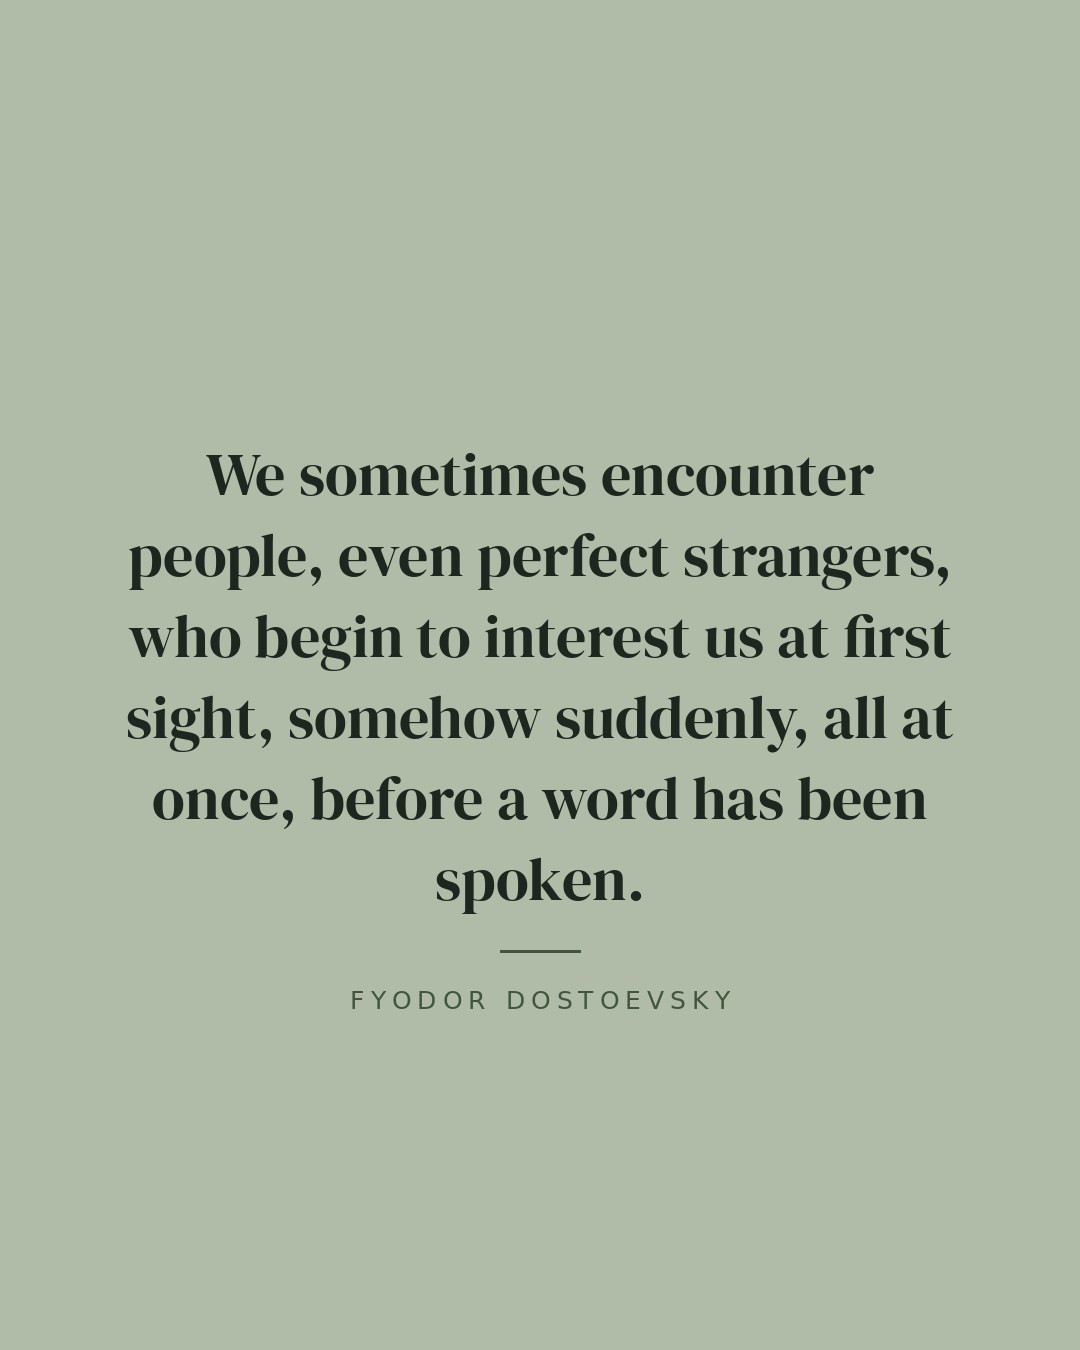 We sometimes encounter
people, even perfect strangers,
who begin to interest us at first
sight, somehow suddenly, all at
once, before a word has been
spoken.
FYODOR DOSTOEVSKY